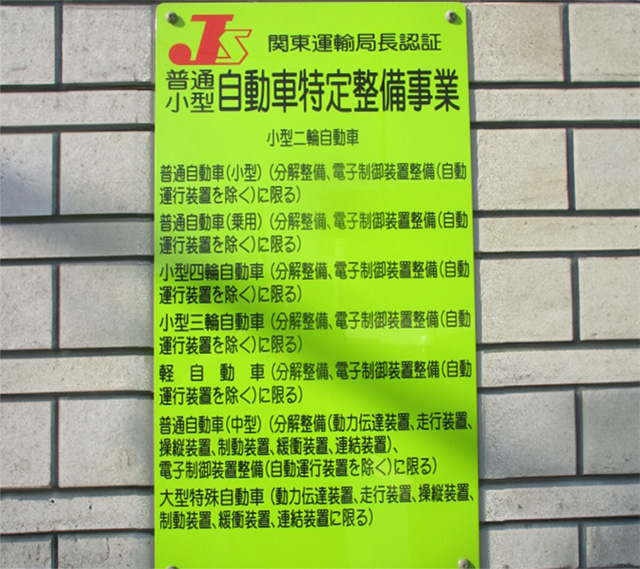 JS 関東運輸局長認証
普通
小型 自動車特定整備事業
小型二輪自動車
普通自動車(小型)(分解整備、電子制御装置整備(自動
運行装置を除く)に限る)
普通自動車(乗用)(分解整備、電子制御装置整備(自動
運行装置を除く)に限る)
小型四輪自動車(分解整備、電子制御装置整備(自動
運行装置を除く)に限る)
小型三輪自動車(分解整備、電子制御装置整備(自動
運行装置を除く)に限る)
軽自動車(分解整備、電子制御装置整備(自動
運行装置を除く)に限る)
普通自動車(中型)(分解整備(動力伝達装置、走行装置、
操縦装置、制動装置、緩衝装置、連結装置)、
電子制御装置整備(自動運行装置を除く)に限る)
大型特殊自動車(動力伝達装置、走行装置、操縦装置、
制動装置、緩衝装置、連結装置に限る)